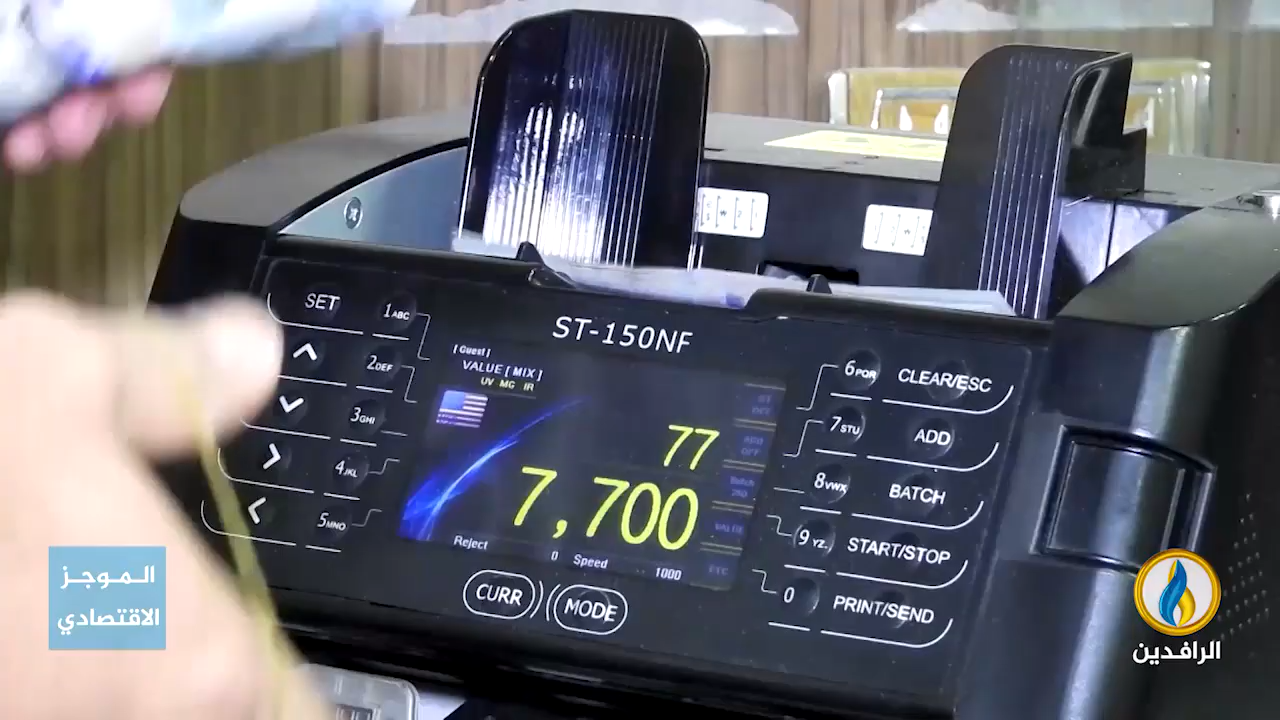 ST-150NF
SET
1ABC
2DEF
3GHI
4JKL
5MNO
[Guest]
VALUE [ MIX ]
UV MG IR
77
7,700
Reject
0
Speed
1000
Batch
VALUE
CURR
MODE
6PQR
7STU
8VWX
9YZ.
0
CLEAR/ESC
ADD
BATCH
START/STOP
PRINT/SEND
الموجز
الاقتصادي
الرافدين